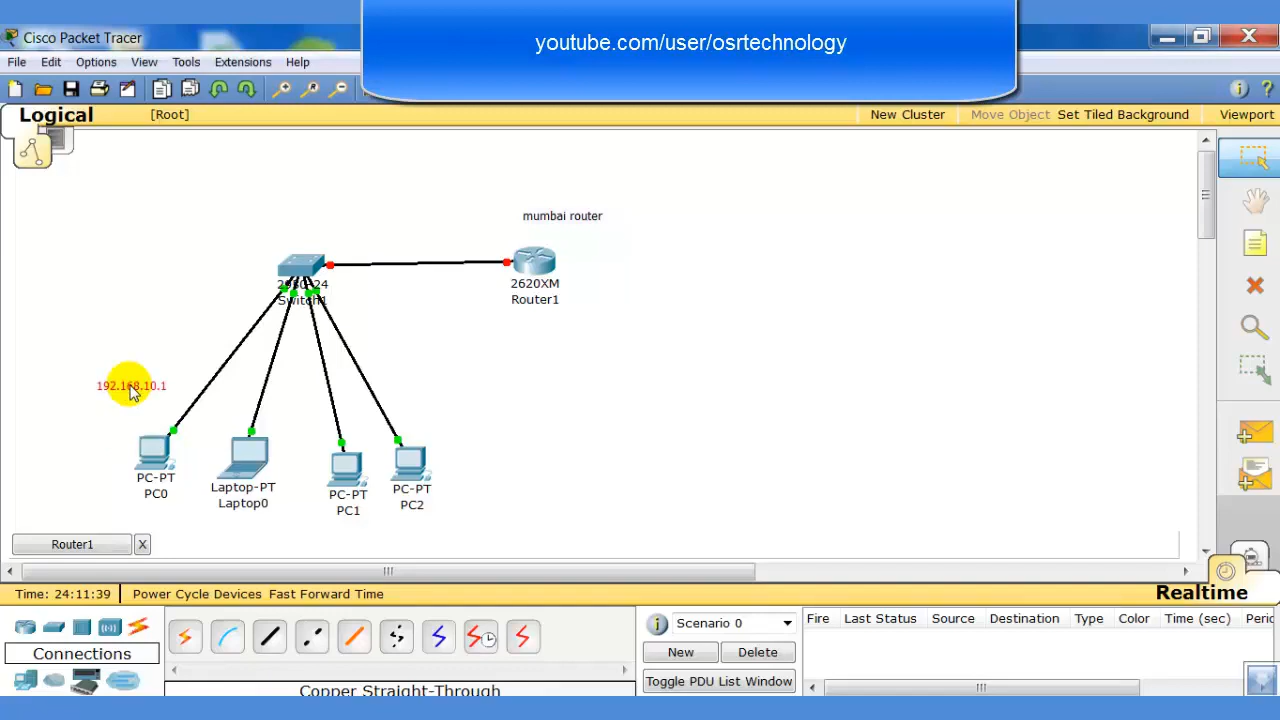 youtube.com/user/osrtechnology
Cisco Packet Tracer
File Edit Options View Tools Extensions Help
Logical
[Root]
New Cluster
Move Object
Set Tiled Background
Viewport
mumbai router
2620XM
Router1
2950-24
Switch1
192.168.10.1
PC-PT
PC0
Laptop-PT
Laptop0
PC-PT
PC1
PC-PT
PC2
Router1 X
Time: 24:11:39 Power Cycle Devices Fast Forward Time
Realtime
Connections
Copper Straight-Through
Scenario 0
New Delete
Toggle PDU List Window
Fire Last Status Source Destination Type Color Time (sec) Perio